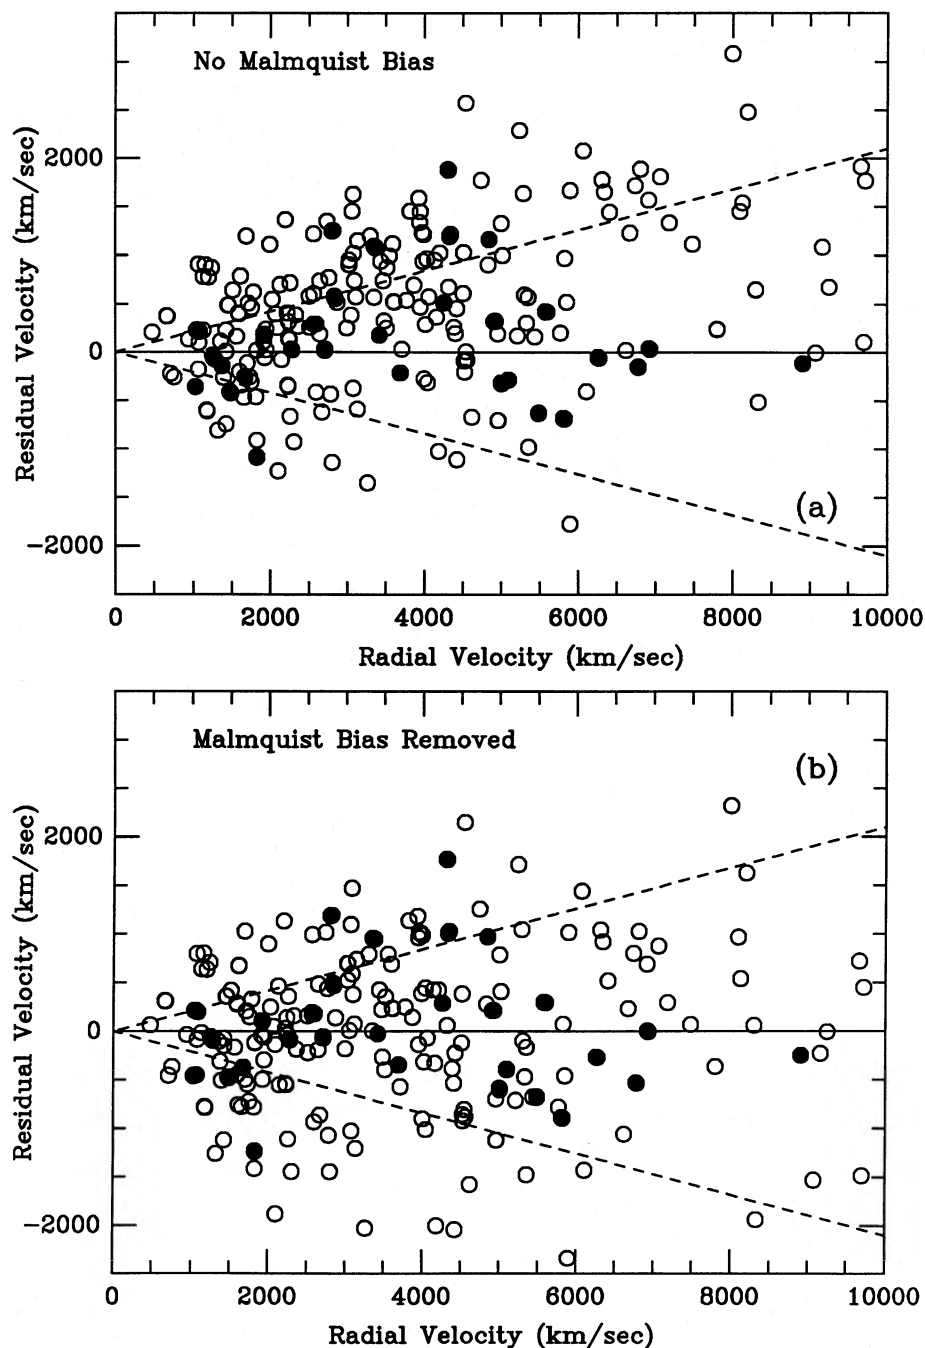 No Malmquist Bias
2000
0
-2000
Residual Velocity (km/sec)
(a)
0 2000 4000 6000 8000 10000
Radial Velocity (km/sec)
Malmquist Bias Removed
(b)
2000
0
-2000
Residual Velocity (km/sec)
0 2000 4000 6000 8000 10000
Radial Velocity (km/sec)